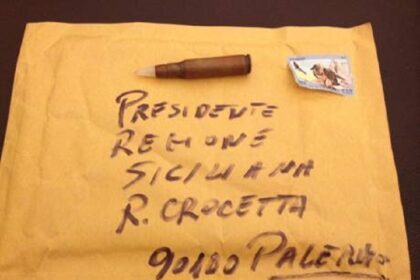 PRESIDENTE
REGIONE
SICILIANA
R. CROCETTA
90100 PALERMO